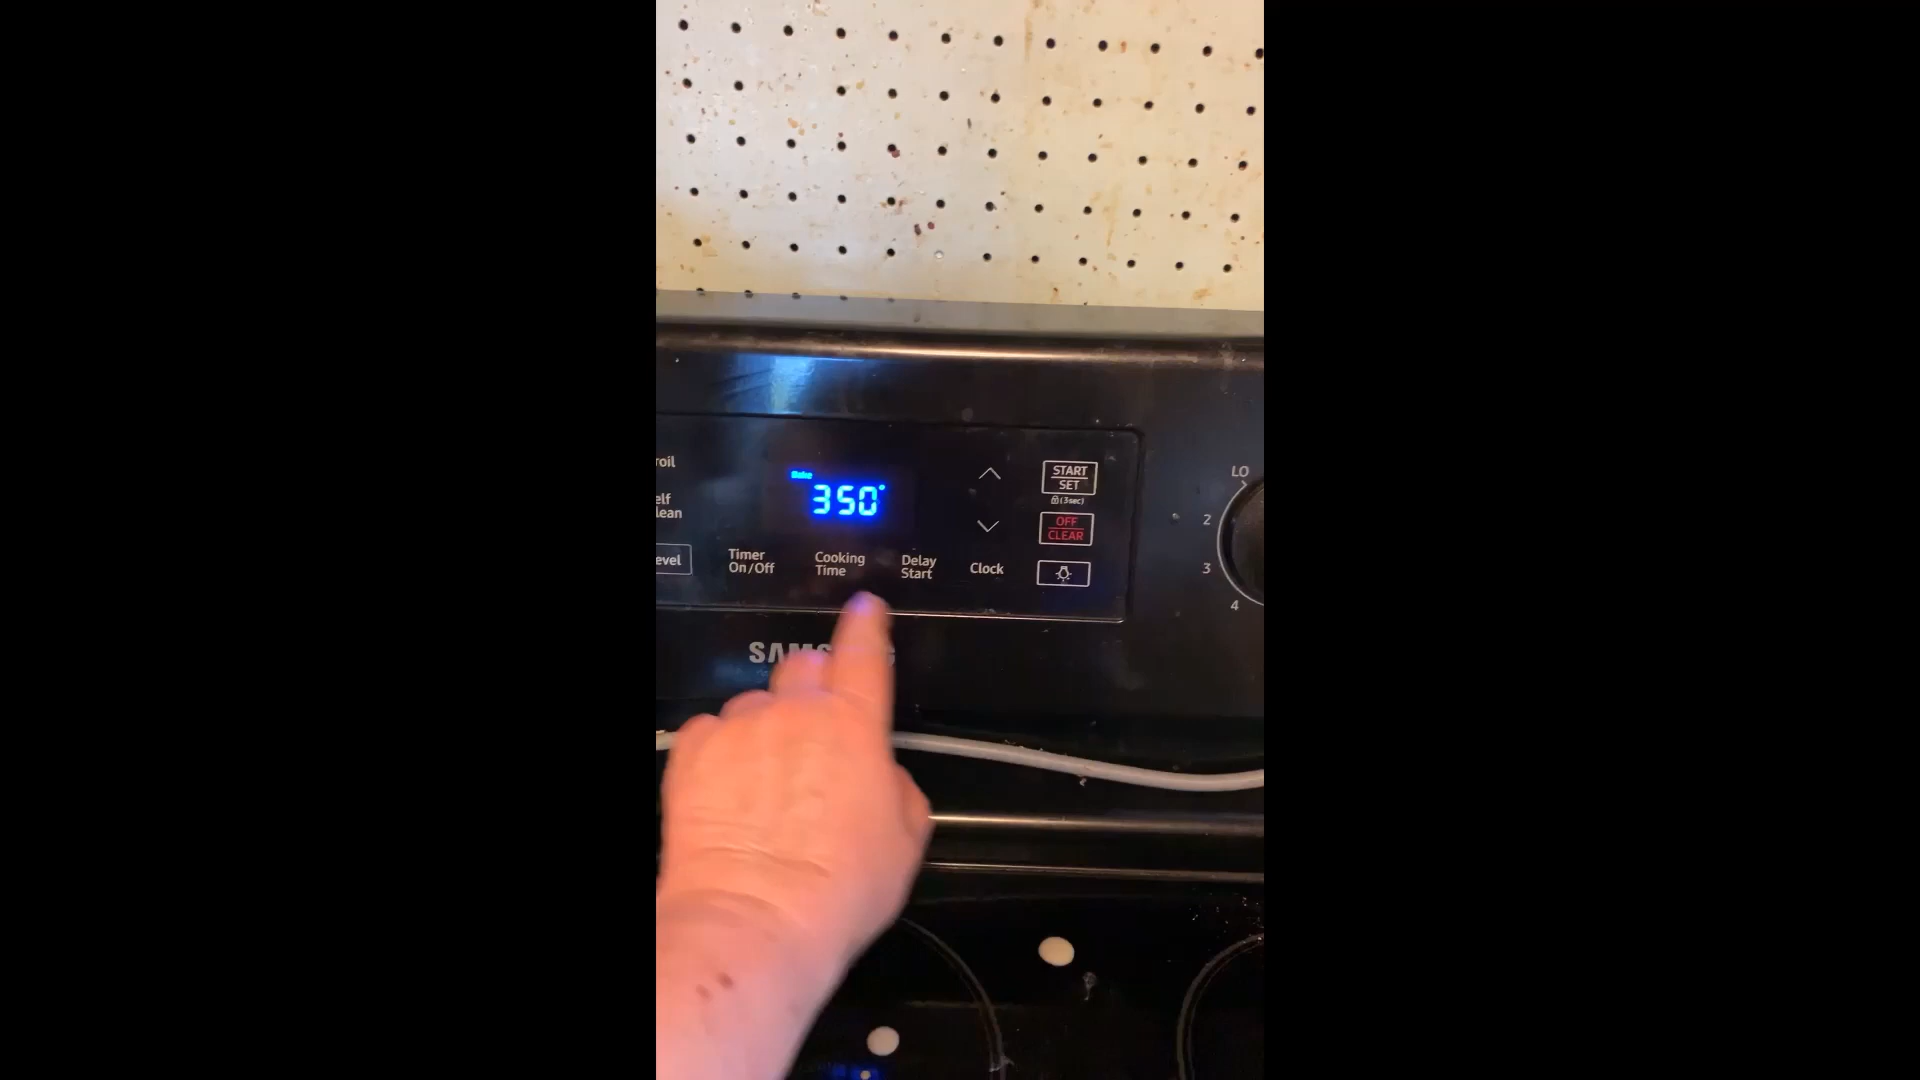 roil
elf
lean
evel
Bake
350°
Timer
On/Off
Cooking
Time
Delay
Start
Clock
START
SET
(3sec)
OFF
CLEAR
LO
2
3
4